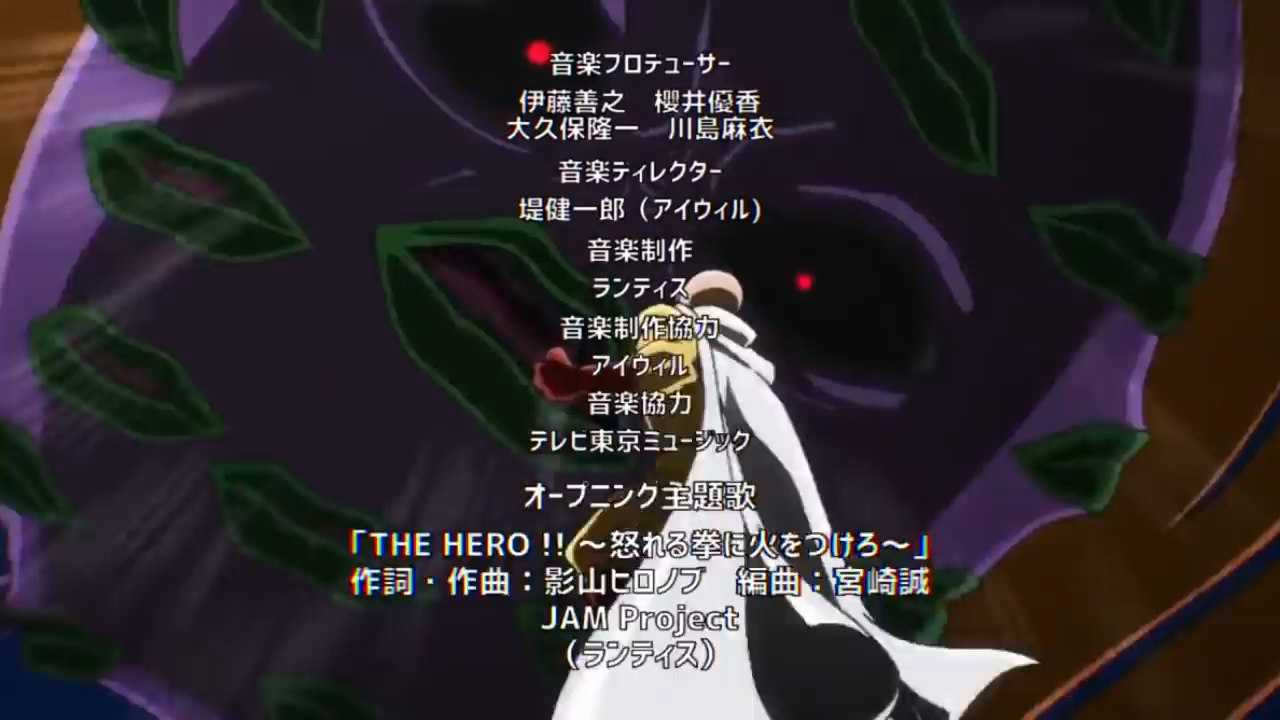 音楽プロデューサー
伊藤善之　櫻井優香
大久保隆一　川島麻衣
音楽ディレクター
堤健一郎（アイウィル）
音楽制作
ランティス
音楽制作協力
アイウィル
音楽協力
テレビ東京ミュージック
オープニング主題歌
「THE HERO !! ～怒れる拳に火をつけろ～」
作詞・作曲：影山ヒロノブ　編曲：宮崎誠
JAM Project
（ランティス）